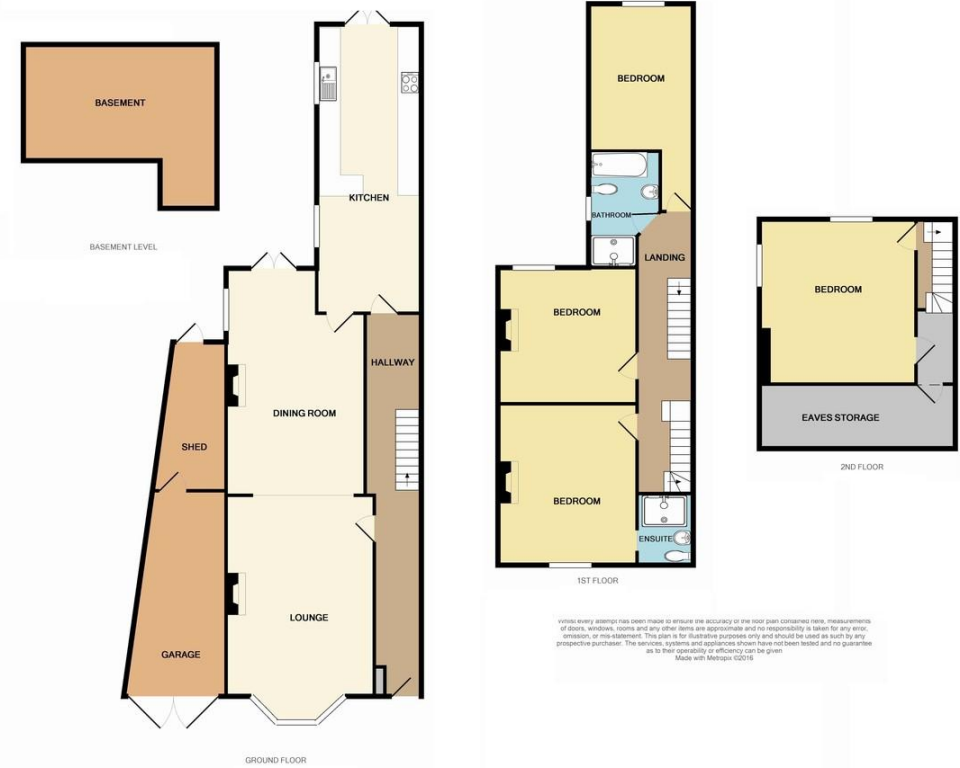 BASEMENT
BASEMENT LEVEL
KITCHEN
HALLWAY
DINING ROOM
SHED
LOUNGE
GARAGE
GROUND FLOOR
BEDROOM
BATHROOM
LANDING
BEDROOM
BEDROOM
ENSUITE
1ST FLOOR
BEDROOM
EAVES STORAGE
2ND FLOOR
Whilst every attempt has been made to ensure the accuracy of the floor plan contained here, measurements
of doors, windows, rooms and any other items are approximate and no responsibility is taken for any error,
omission, or mis-statement. This plan is for illustrative purposes only and should be used as such by any
prospective purchaser. The services, systems and appliances shown have not been tested and no guarantee
as to their operability or efficiency can be given
Made with Metropix ©2016